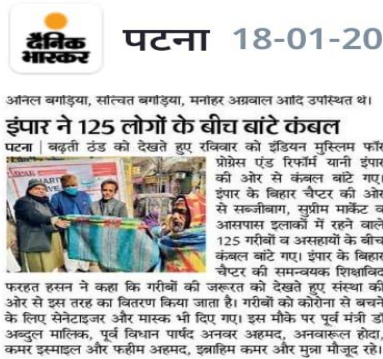 दैनिक
भास्कर
पटना 18-01-20
अनिल बगड़िया, सच्चित बगड़िया, मनोहर अग्रवाल आदि उपस्थित थे।
इंपार ने 125 लोगों के बीच बांटे कंबल
पटना | बढ़ती ठंड को देखते हुए रविवार को इंडियन मुस्लिम फॉर
प्रोग्रेस एंड रिफॉर्म यानी इंपार
की ओर से कंबल बांटे गए।
इंपार के बिहार चैप्टर की ओर
से सब्जीबाग, सुप्रीम मार्केट व
आसपास इलाकों में रहने वाले
125 गरीबों व असहायों के बीच
कंबल बांटे गए। इंपार के बिहार
चैप्टर की समन्वयक शिक्षाविद
फरहत हसन ने कहा कि गरीबों की जरूरत को देखते हुए संस्था की
ओर से इस तरह का वितरण किया जाता है। गरीबों को कोरोना से बचने
के लिए सेनेटाइजर और मास्क भी दिए गए। इस मौके पर पूर्व मंत्री डॉ
अब्दुल मालिक, पूर्व विधान पार्षद अनवर अहमद, अनवारूल होदा,
कमर इस्माइल और फहीम अहमद, इब्राहिम कमर और मुन्ना मौजूद रहे।